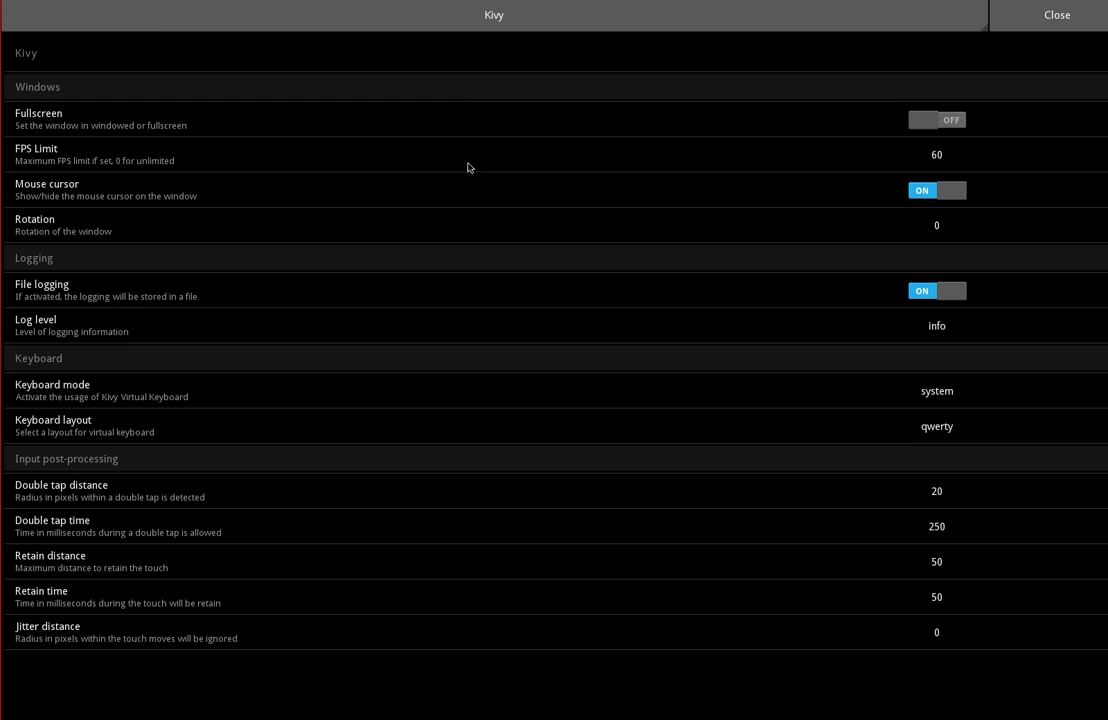 Kivy
Close
Kivy
Windows
Fullscreen
Set the window in windowed or fullscreen
OFF
FPS Limit
Maximum FPS limit if set, 0 for unlimited
60
Mouse cursor
Show/hide the mouse cursor on the window
ON
Rotation
Rotation of the window
0
Logging
File logging
If activated, the logging will be stored in a file
ON
Log level
Level of logging information
info
Keyboard
Keyboard mode
Activate the usage of Kivy Virtual Keyboard
system
Keyboard layout
Select a layout for virtual keyboard
qwerty
Input post-processing
Double tap distance
Radius in pixels within a double tap is detected
20
Double tap time
Time in milliseconds during a double tap is allowed
250
Retain distance
Maximum distance to retain the touch
50
Retain time
Time in milliseconds during the touch will be retain
50
Jitter distance
Radius in pixels within the touch moves will be ignored
0